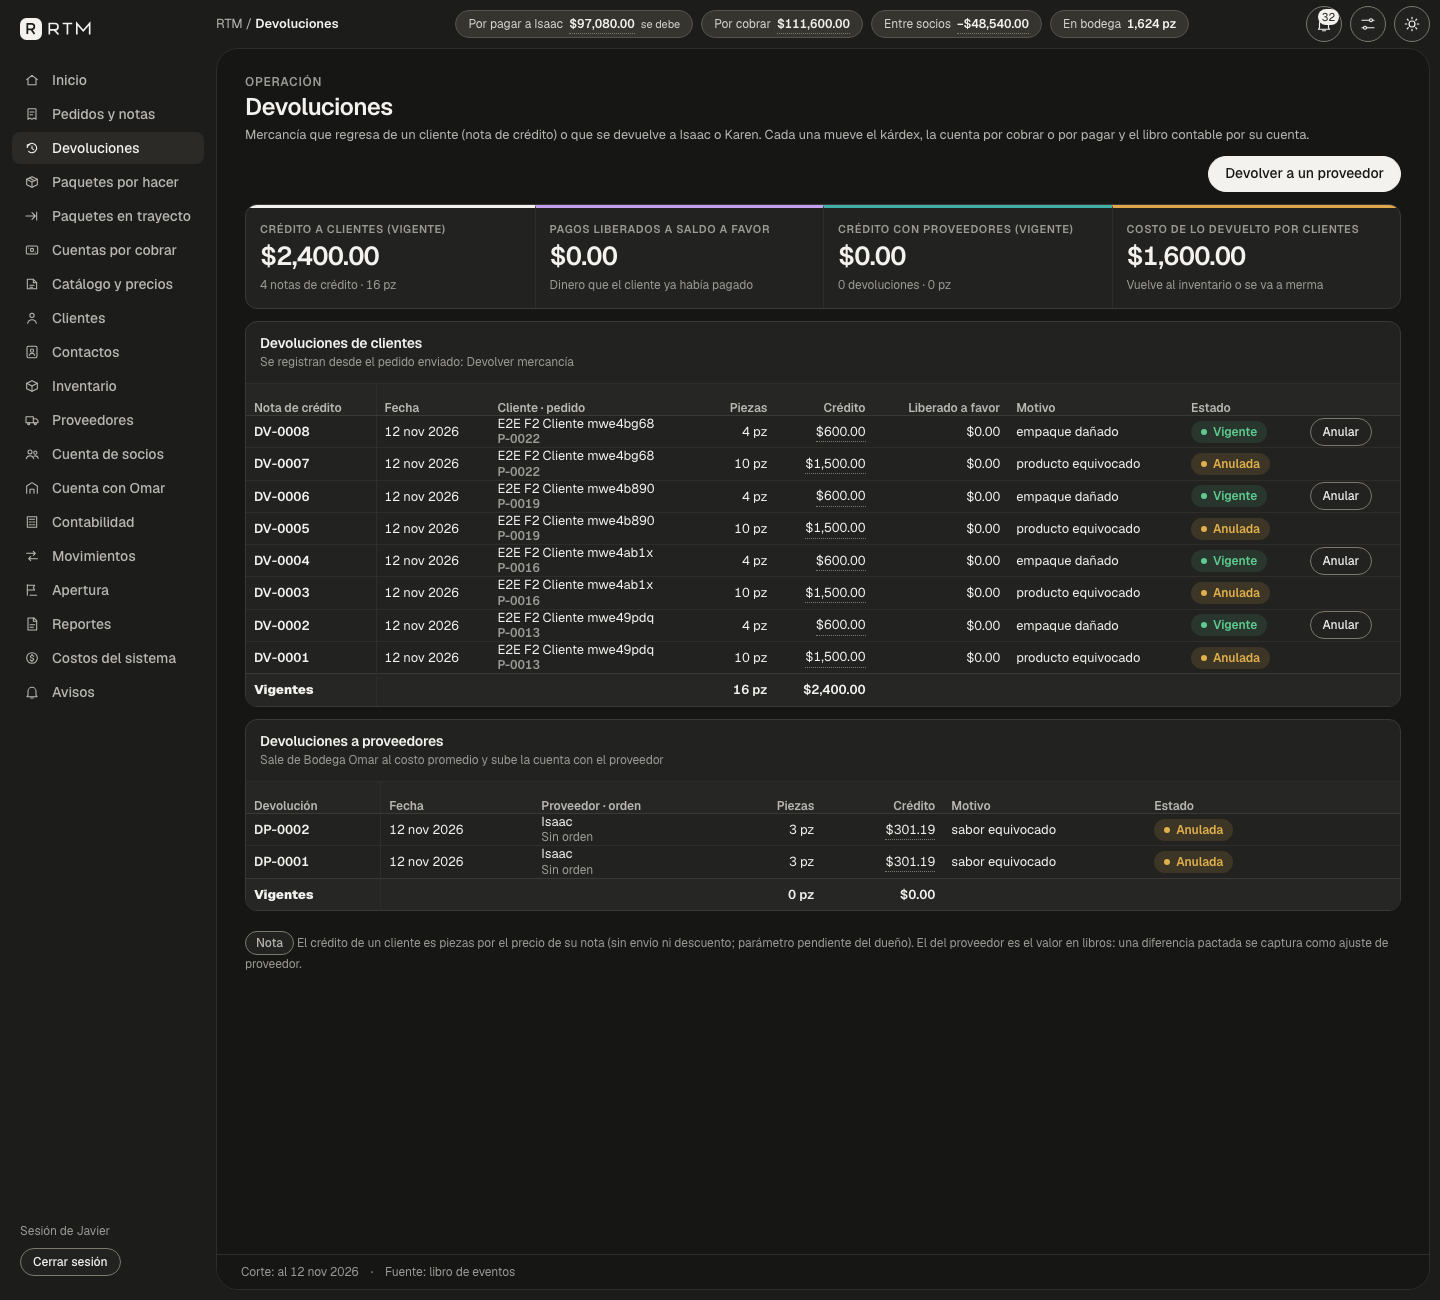 R RTM
RTM / Devoluciones
Por pagar a Isaac $97,080.00 se debe
Por cobrar $111,600.00
Entre socios −$48,540.00
En bodega 1,624 pz
32
Inicio
Pedidos y notas
Devoluciones
Paquetes por hacer
Paquetes en trayecto
Cuentas por cobrar
Catálogo y precios
Clientes
Contactos
Inventario
Proveedores
Cuenta de socios
Cuenta con Omar
Contabilidad
Movimientos
Apertura
Reportes
Costos del sistema
Avisos
Sesión de Javier
Cerrar sesión
OPERACIÓN
Devoluciones
Mercancía que regresa de un cliente (nota de crédito) o que se devuelve a Isaac o Karen. Cada una mueve el kárdex, la cuenta por cobrar o por pagar y el libro contable por su cuenta.
Devolver a un proveedor
CRÉDITO A CLIENTES (VIGENTE)
$2,400.00
4 notas de crédito · 16 pz
PAGOS LIBERADOS A SALDO A FAVOR
$0.00
Dinero que el cliente ya había pagado
CRÉDITO CON PROVEEDORES (VIGENTE)
$0.00
0 devoluciones · 0 pz
COSTO DE LO DEVUELTO POR CLIENTES
$1,600.00
Vuelve al inventario o se va a merma
Devoluciones de clientes
Se registran desde el pedido enviado: Devolver mercancía
Nota de crédito Fecha Cliente · pedido Piezas Crédito Liberado a favor Motivo Estado
DV-0008 12 nov 2026 E2E F2 Cliente mwe4bg68 P-0022 4 pz $600.00 $0.00 empaque dañado Vigente Anular
DV-0007 12 nov 2026 E2E F2 Cliente mwe4bg68 P-0022 10 pz $1,500.00 $0.00 producto equivocado Anulada
DV-0006 12 nov 2026 E2E F2 Cliente mwe4b890 P-0019 4 pz $600.00 $0.00 empaque dañado Vigente Anular
DV-0005 12 nov 2026 E2E F2 Cliente mwe4b890 P-0019 10 pz $1,500.00 $0.00 producto equivocado Anulada
DV-0004 12 nov 2026 E2E F2 Cliente mwe4ab1x P-0016 4 pz $600.00 $0.00 empaque dañado Vigente Anular
DV-0003 12 nov 2026 E2E F2 Cliente mwe4ab1x P-0016 10 pz $1,500.00 $0.00 producto equivocado Anulada
DV-0002 12 nov 2026 E2E F2 Cliente mwe49pdq P-0013 4 pz $600.00 $0.00 empaque dañado Vigente Anular
DV-0001 12 nov 2026 E2E F2 Cliente mwe49pdq P-0013 10 pz $1,500.00 $0.00 producto equivocado Anulada
Vigentes 16 pz $2,400.00
Devoluciones a proveedores
Sale de Bodega Omar al costo promedio y sube la cuenta con el proveedor
Devolución Fecha Proveedor · orden Piezas Crédito Motivo Estado
DP-0002 12 nov 2026 Isaac Sin orden 3 pz $301.19 sabor equivocado Anulada
DP-0001 12 nov 2026 Isaac Sin orden 3 pz $301.19 sabor equivocado Anulada
Vigentes 0 pz $0.00
Nota El crédito de un cliente es piezas por el precio de su nota (sin envío ni descuento; parámetro pendiente del dueño). El del proveedor es el valor en libros: una diferencia pactada se captura como ajuste de
proveedor.
Corte: al 12 nov 2026 · Fuente: libro de eventos